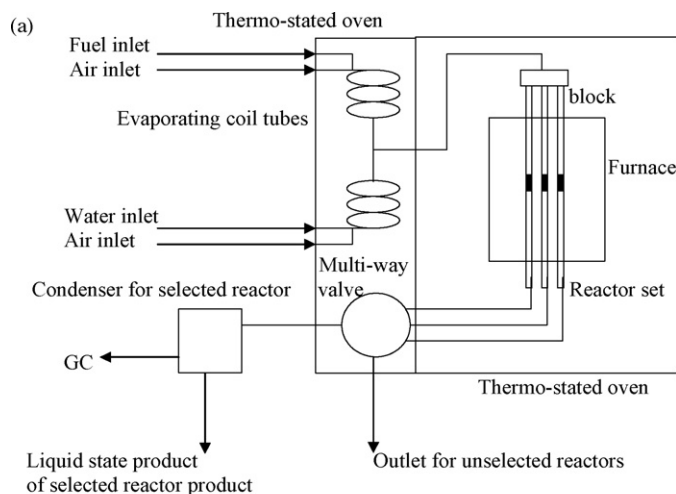 (a)
Thermo-stated oven
Fuel inlet
Air inlet
Evaporating coil tubes
block
Furnace
Water inlet
Air inlet
Multi-way
valve
Condenser for selected reactor
Reactor set
GC
Thermo-stated oven
Liquid state product
of selected reactor product
Outlet for unselected reactors